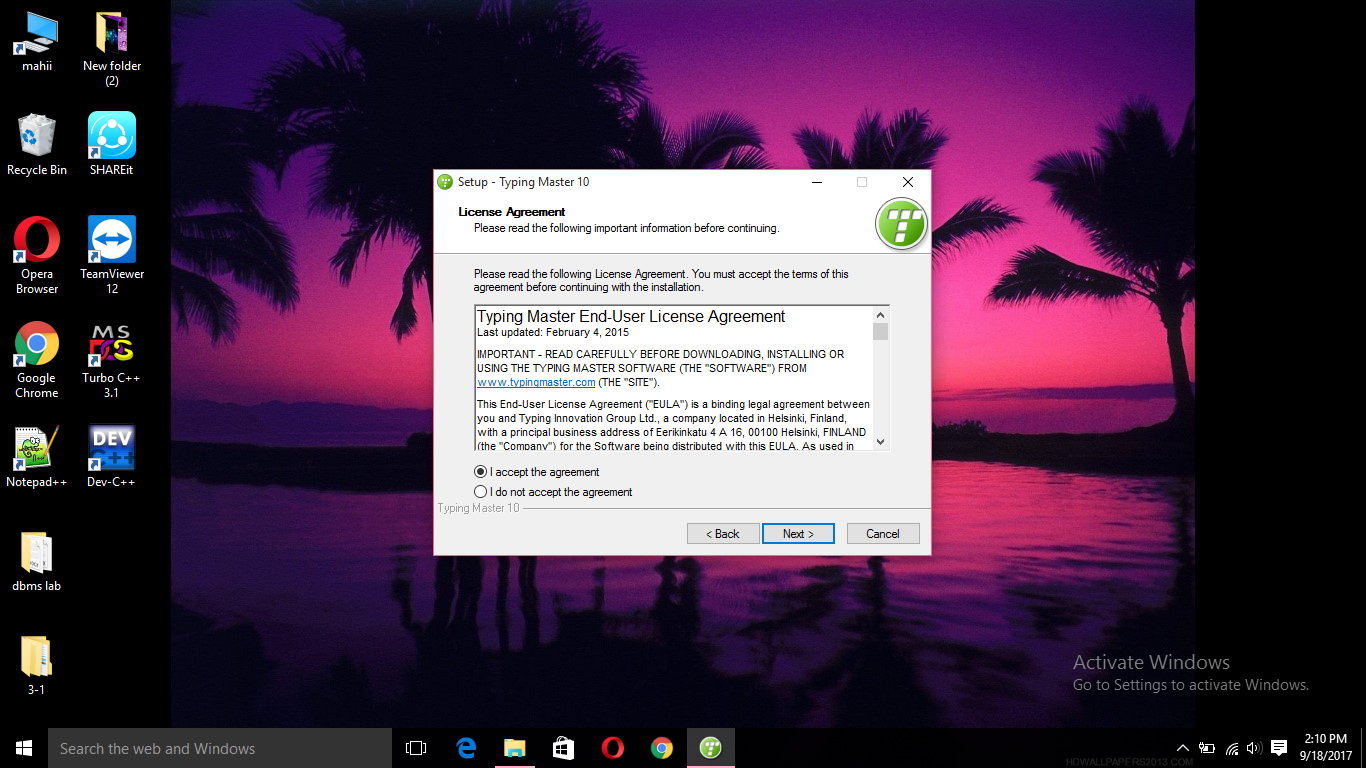 mahii
New folder
(2)
Recycle Bin
SHAREit
Opera
Browser
TeamViewer
12
Google
Chrome
MS
DOS
Turbo C++
3.1
Notepad++
DEV
C++
Dev-C++
dbms lab
3-1
Setup - Typing Master 10
License Agreement
Please read the following important information before continuing.
Please read the following License Agreement. You must accept the terms of this
agreement before continuing with the installation.
Typing Master End-User License Agreement
Last updated: February 4, 2015
IMPORTANT - READ CAREFULLY BEFORE DOWNLOADING, INSTALLING OR
USING THE TYPING MASTER SOFTWARE (THE "SOFTWARE") FROM
www.typingmaster.com (THE "SITE").
This End-User License Agreement ("EULA") is a binding legal agreement between
you and Typing Innovation Group Ltd., a company located in Helsinki, Finland,
with a principal business address of Eerikinkatu 4 A 16, 00100 Helsinki, FINLAND
(the "Company") for the Software being distributed with this EULA. As used in
I accept the agreement
I do not accept the agreement
Typing Master 10
< Back
Next >
Cancel
Activate Windows
Go to Settings to activate Windows.
Search the web and Windows
2:10 PM
9/18/2017
HDWALLPAPERS2013.COM